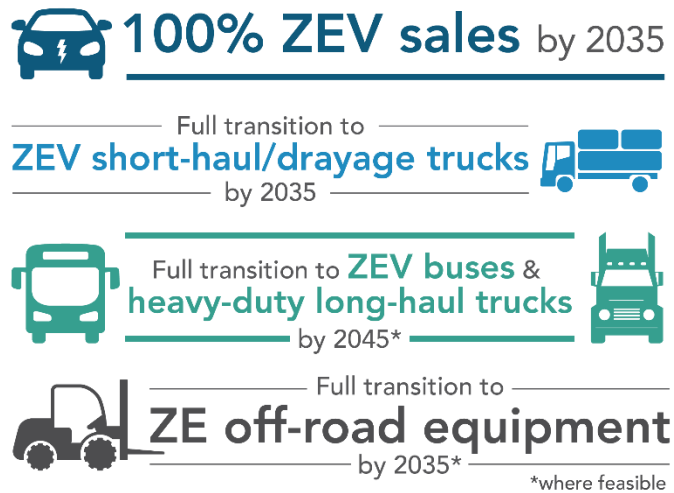 100% ZEV sales by 2035
Full transition to
ZEV short-haul/drayage trucks
by 2035
Full transition to ZEV buses &
heavy-duty long-haul trucks
by 2045*
Full transition to
ZE off-road equipment
by 2035*
*where feasible